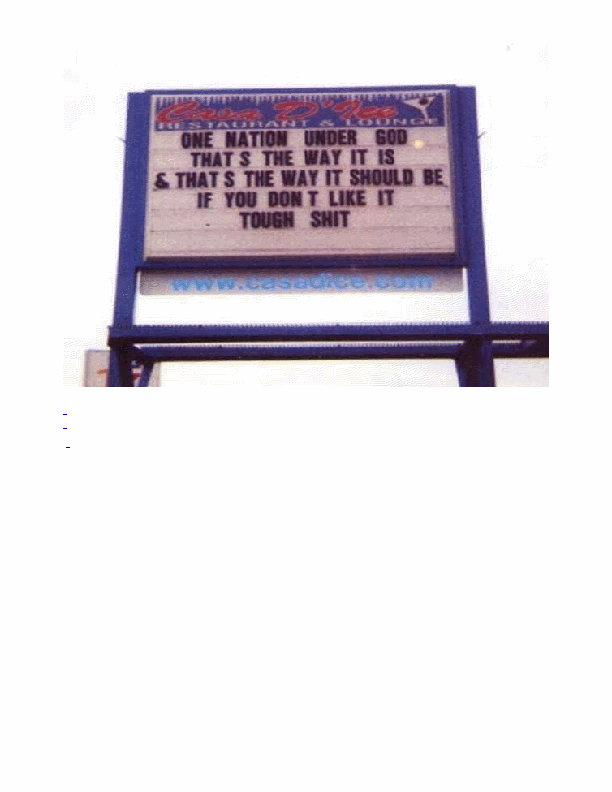 Casa D'Ice
RESTAURANT & LOUNGE
ONE NATION UNDER GOD
THAT S THE WAY IT IS
& THAT S THE WAY IT SHOULD BE
IF YOU DON T LIKE IT
TOUGH SHIT
www.casadice.com